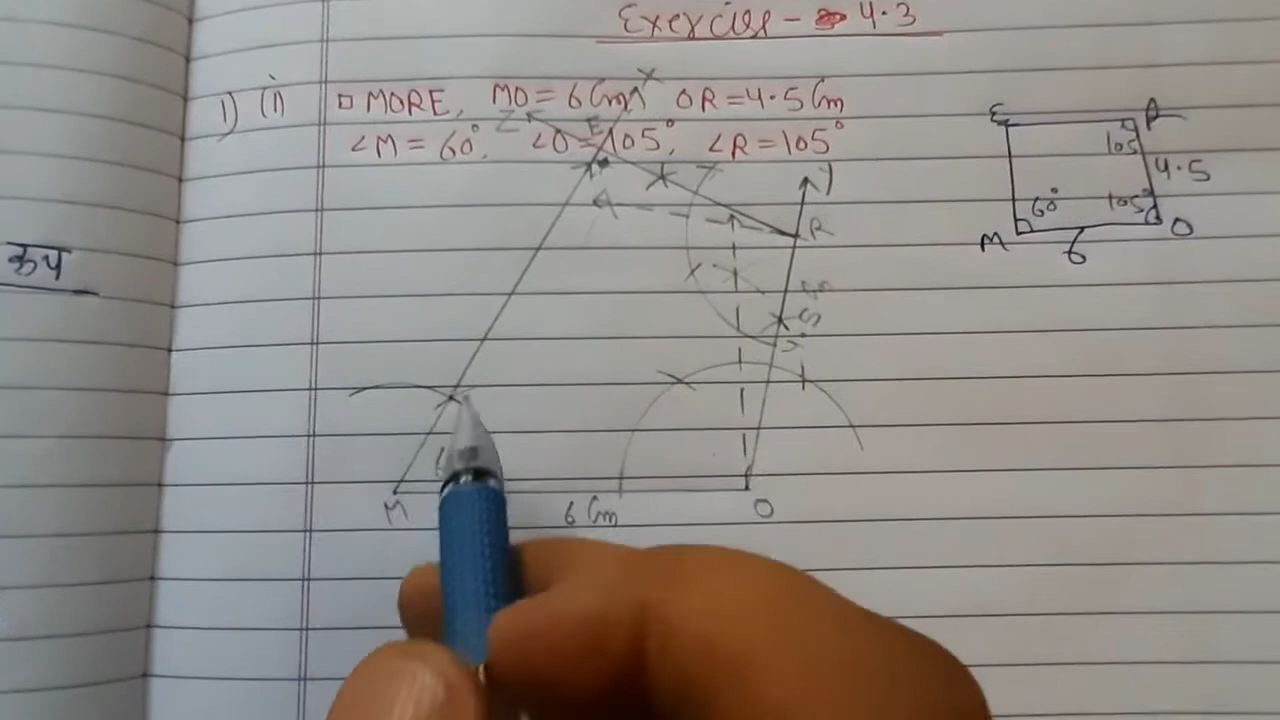 Exercise - 4.3
1) (i) □ MORE, MO = 6 Cm OR = 4.5 Cm
∠M = 60°, ∠O = 105°, ∠R = 105°
E R
105
4.5
60° 105°
M 6 O
Z E
Y
R
M 6 Cm O